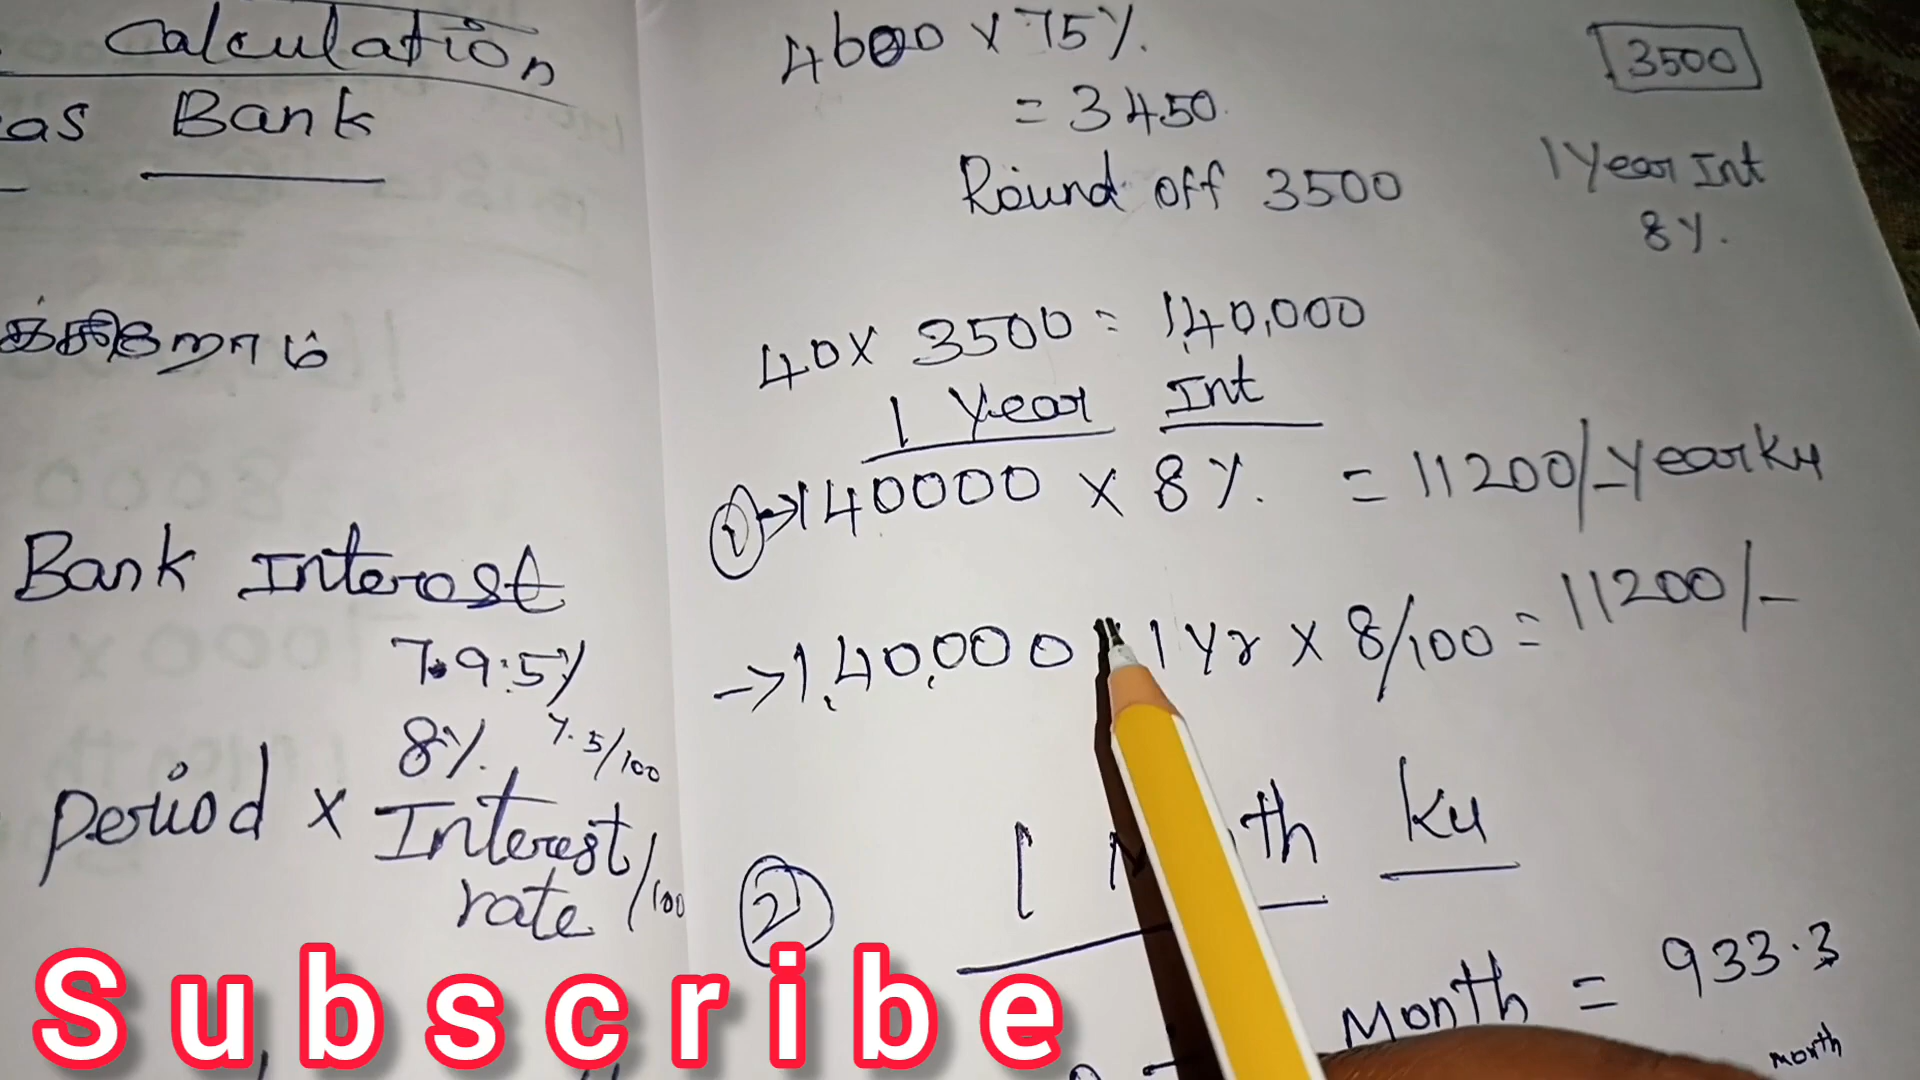 Calculation
as Bank
க்கிறோம்
Bank Interest
7.9.5%
8% 7.5/100
Period x Interest
rate /100
4600 x 75%
= 3450
Round off 3500
3500
1 Year Int
8%.
40 x 3500 = 1,40,000
1 Year Int
① → 140000 x 8%. = 11200/- yearku
→ 1,40,000 1 yr x 8/100 = 11200/-
② 1 ku
Month = 933.3
month
Subscribe